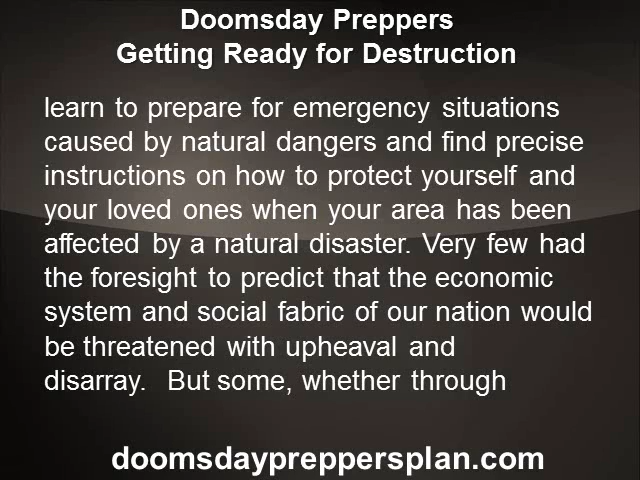 Doomsday Preppers
Getting Ready for Destruction
learn to prepare for emergency situations
caused by natural dangers and find precise
instructions on how to protect yourself and
your loved ones when your area has been
affected by a natural disaster. Very few had
the foresight to predict that the economic
system and social fabric of our nation would
be threatened with upheaval and
disarray.  But some, whether through
doomsdaypreppersplan.com